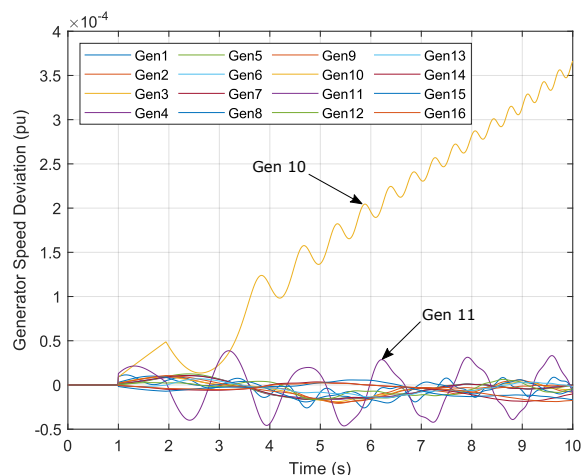 ×10⁻⁴
Generator Speed Deviation (pu)
4
3.5
3
2.5
2
1.5
1
0.5
0
-0.5
Gen1 Gen5 Gen9 Gen13
Gen2 Gen6 Gen10 Gen14
Gen3 Gen7 Gen11 Gen15
Gen4 Gen8 Gen12 Gen16
Gen 10
Gen 11
0 1 2 3 4 5 6 7 8 9 10
Time (s)